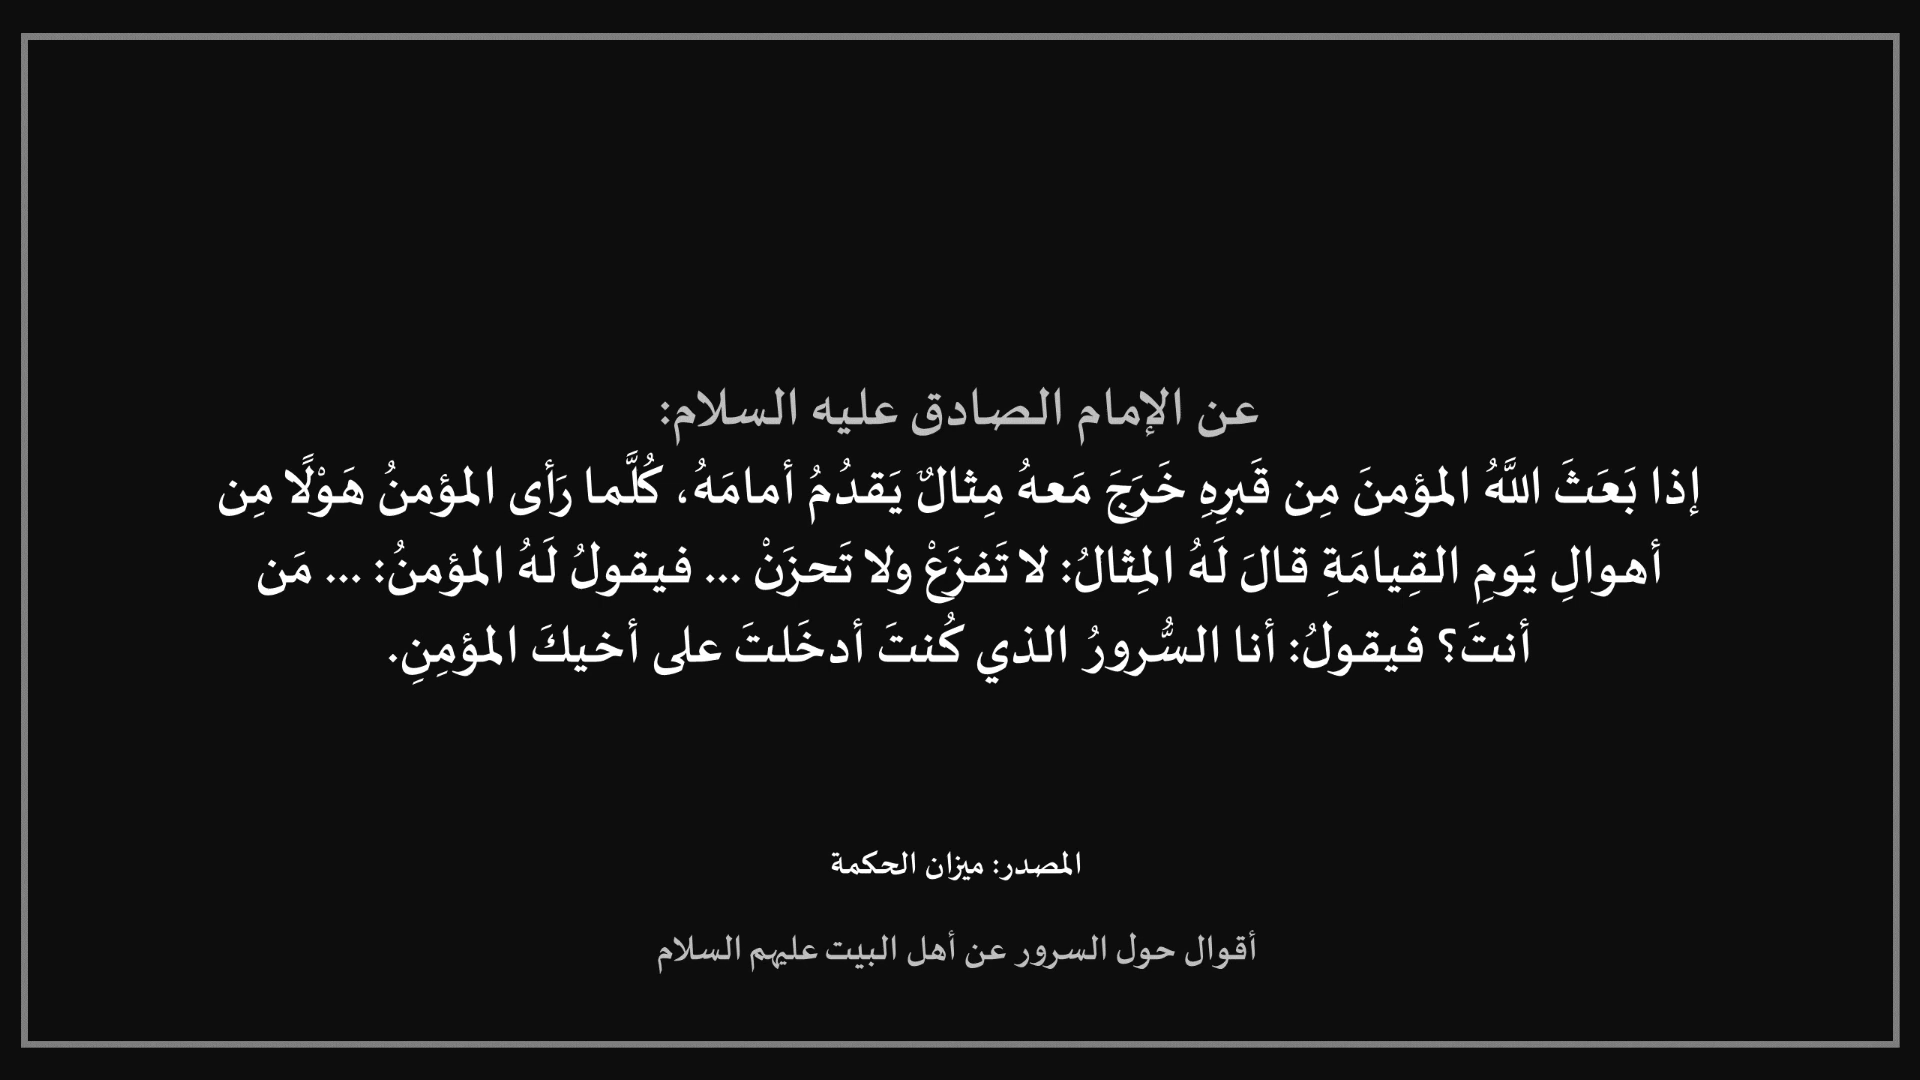 عن الإمام الصادق عليه السلام:
إذا بَعَثَ اللَّهُ المؤمنَ مِن قَبرِهِ خَرَجَ مَعهُ مِثالٌ يَقدُمُ أمامَهُ، كُلَّما رَأى المؤمنُ هَوْلًا مِن
أهوالِ يَومِ القِيامَةِ قالَ لَهُ المِثالُ: لا تَفزَعْ ولا تَحزَنْ ... فيقولُ لَهُ المؤمنُ: ... مَن
أنتَ؟ فيقولُ: أنا السُّرورُ الذي كُنتَ أدخَلتَ على أخيكَ المؤمِنِ.
المصدر: ميزان الحكمة
أقوال حول السرور عن أهل البيت عليهم السلام